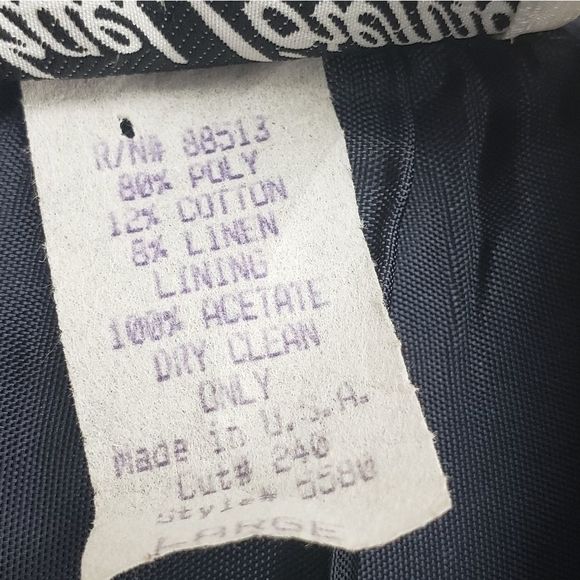 R/N# 88513
80% POLY
12% COTTON
8% LINEN
LINING
100% ACETATE
DRY CLEAN
ONLY
Made in U.S.A.
Cut# 240
Style# 5580
LARGE